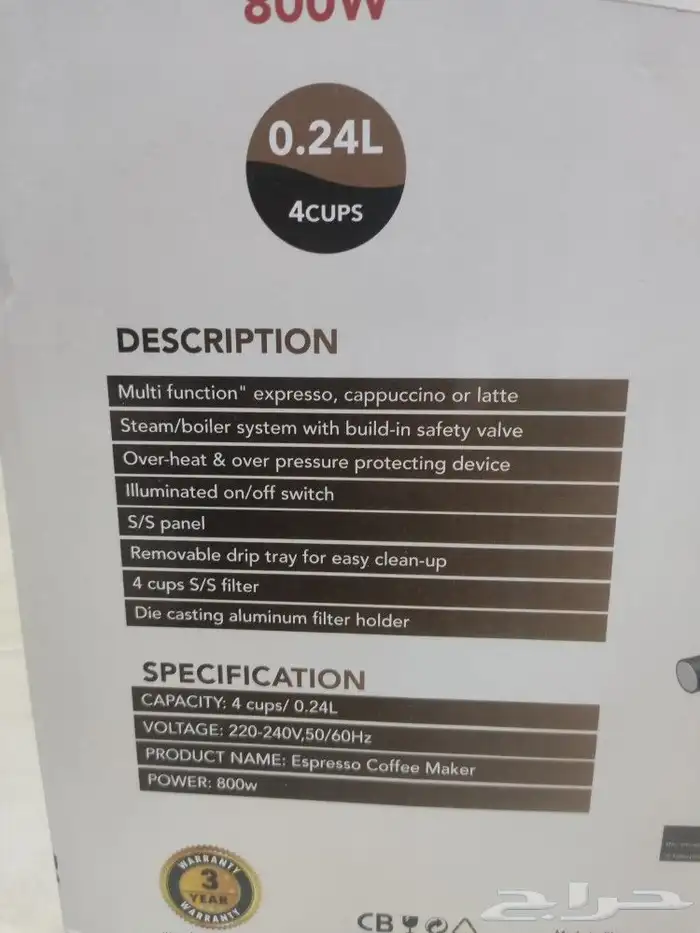 800W
0.24L
4CUPS
DESCRIPTION
Multi function" expresso, cappuccino or latte
Steam/boiler system with build-in safety valve
Over-heat & over pressure protecting device
Illuminated on/off switch
S/S panel
Removable drip tray for easy clean-up
4 cups S/S filter
Die casting aluminum filter holder
SPECIFICATION
CAPACITY: 4 cups/ 0.24L
VOLTAGE: 220-240V,50/60Hz
PRODUCT NAME: Espresso Coffee Maker
POWER: 800w
WARRANTY
3
YEAR
WARRANTY
CB
حراج